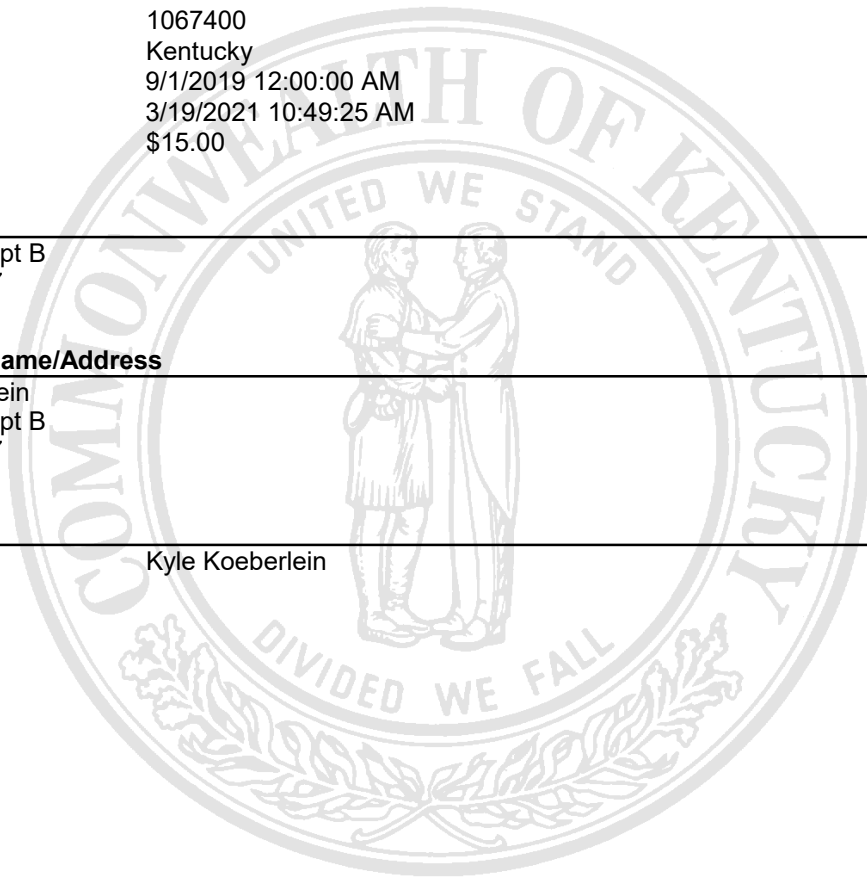 1067400
Kentucky
9/1/2019 12:00:00 AM
3/19/2021 10:49:25 AM
$15.00
COMMONWEALTH OF KENTUCKY
UNITED WE STAND
pt B
ame/Address
ein
pt B
Kyle Koeberlein
DIVIDED WE FALL